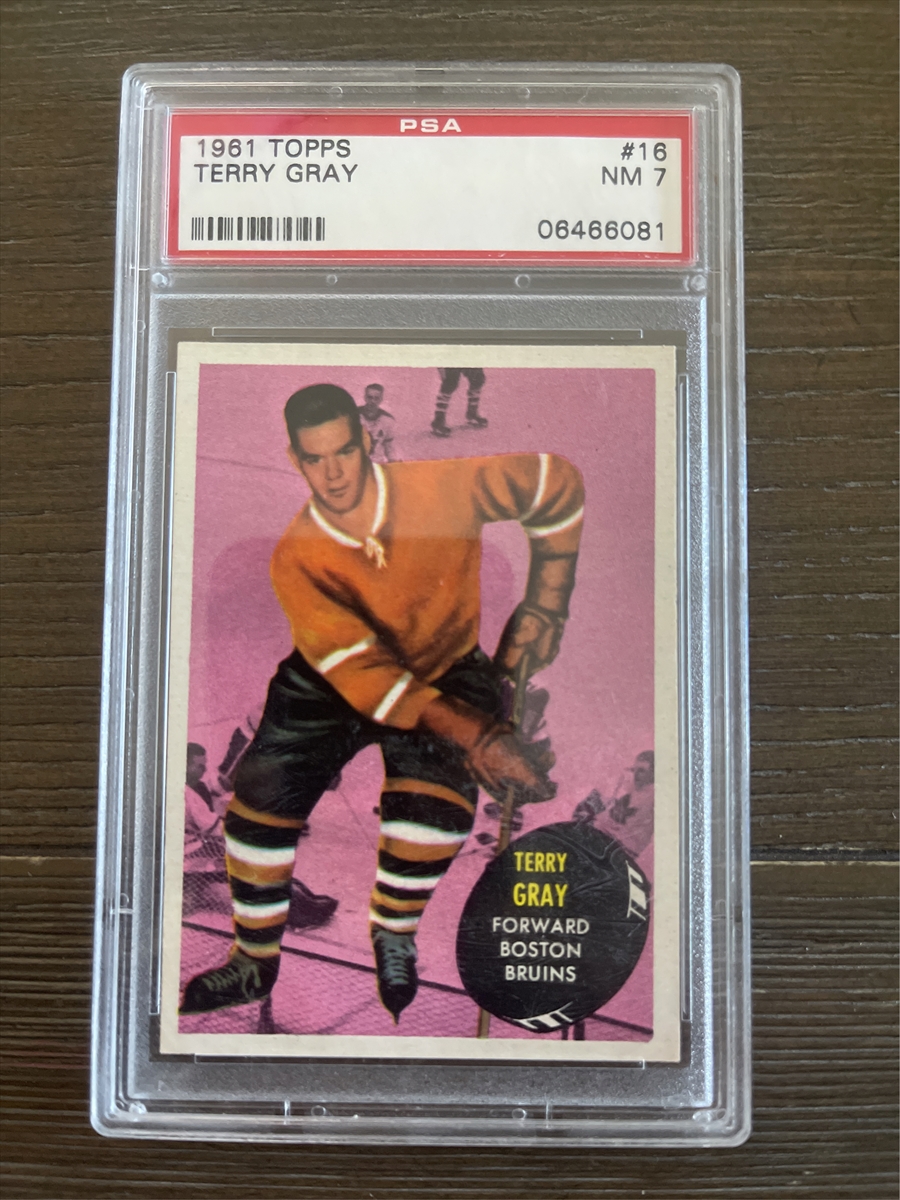 PSA
1961 TOPPS #16
TERRY GRAY NM 7
06466081
TERRY
GRAY
FORWARD
BOSTON
BRUINS